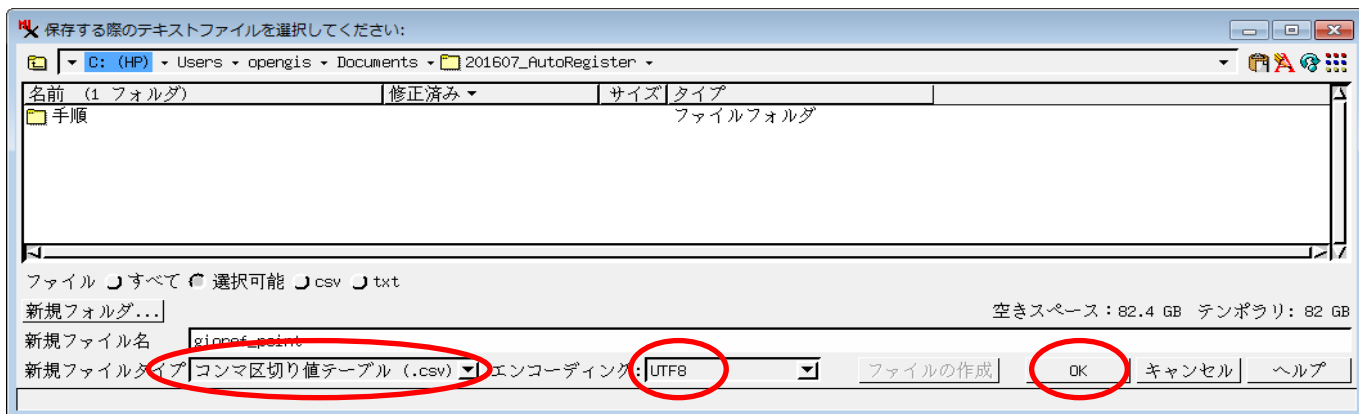 保存する際のテキストファイルを選択してください:
C: (HP) Users opengis Documents 201607_AutoRegister
名前 (1 フォルダ) 修正済み サイズ タイプ
手順 ファイルフォルダ
ファイル すべて 選択可能 csv txt
新規フォルダ... 空きスペース：82.4 GB テンポラリ: 82 GB
新規ファイル名
新規ファイルタイプ コンマ区切り値テーブル (.csv) エンコーディング: UTF8 ファイルの作成 OK キャンセル ヘルプ